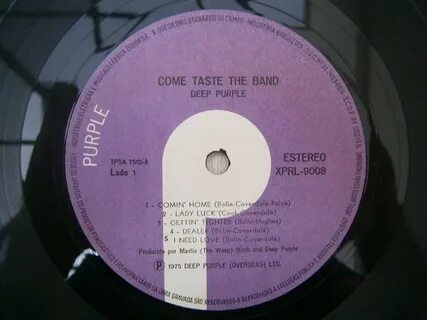 COME TASTE THE BAND
DEEP PURPLE
PURPLE
TPSA-7515-A
Lado 1
ESTEREO
XPRL-9008
1 - COMIN' HOME (Bolin-Coverdale-Paice)
2 - LADY LUCK (Cook-Coverdale)
3 - GETTIN' TIGHTER (Bolin-Hughes)
4 - DEALER (Bolin-Coverdale)
5 I NEED LOVE (Bolin-Coverdale)
Produzido por Martin (The Wasp) Birch and Deep Purple
℗ 1975 DEEP PURPLE (OVERSEAS) LTD.